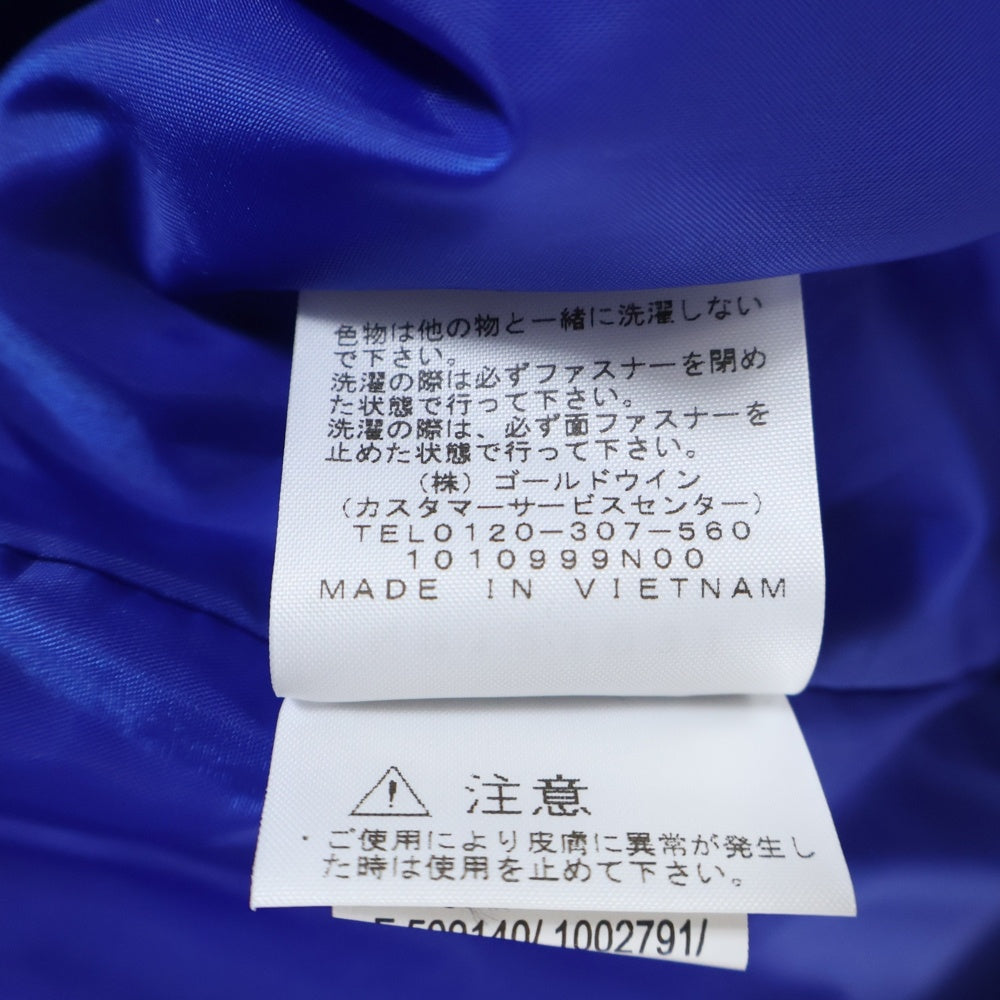 色物は他の物と一緒に洗濯しない
で下さい。
洗濯の際は必ずファスナーを閉め
た状態で行って下さい。
洗濯の際は、必ず面ファスナーを
止めた状態で行って下さい。
(株)ゴールドウイン
(カスタマーサービスセンター)
TEL0120-307-560
1010999N00
MADE IN VIETNAM
注意
・ご使用により皮膚に異常が発生し
た時は使用を止めて下さい。
1002791/